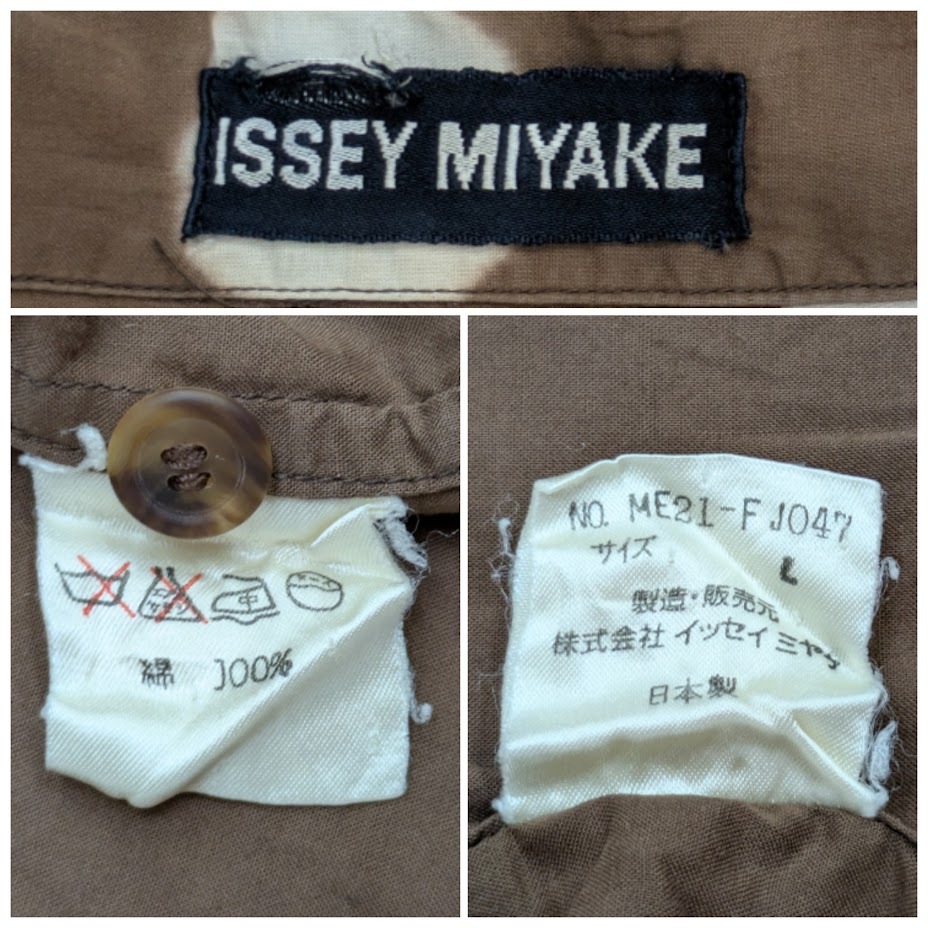 ISSEY MIYAKE
綿 100%
NO. ME21-FJ047
サイズ
L
製造・販売元
株式会社 イッセイ ミヤケ
日本製